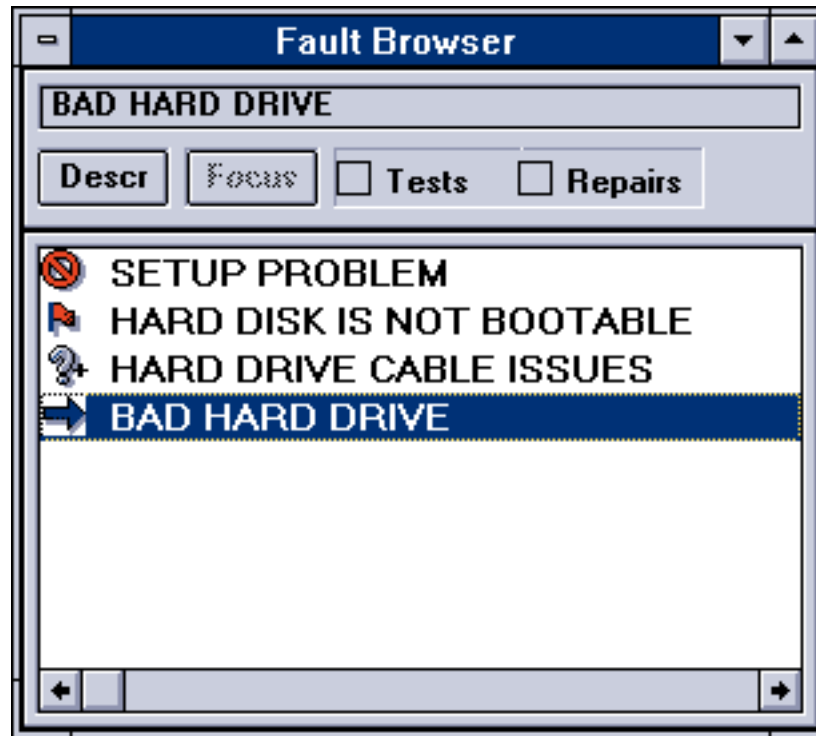 Fault Browser
BAD HARD DRIVE
Descr Focus Tests Repairs
SETUP PROBLEM
HARD DISK IS NOT BOOTABLE
HARD DRIVE CABLE ISSUES
BAD HARD DRIVE